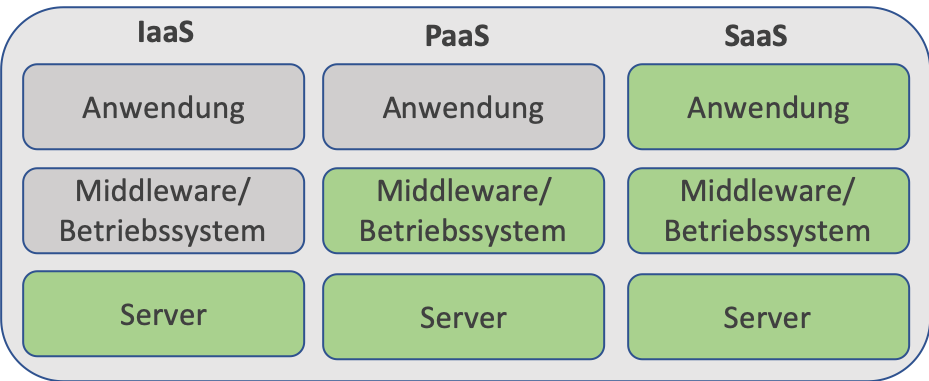 IaaS
PaaS
SaaS
Anwendung
Anwendung
Anwendung
Middleware/
Betriebssystem
Middleware/
Betriebssystem
Middleware/
Betriebssystem
Server
Server
Server